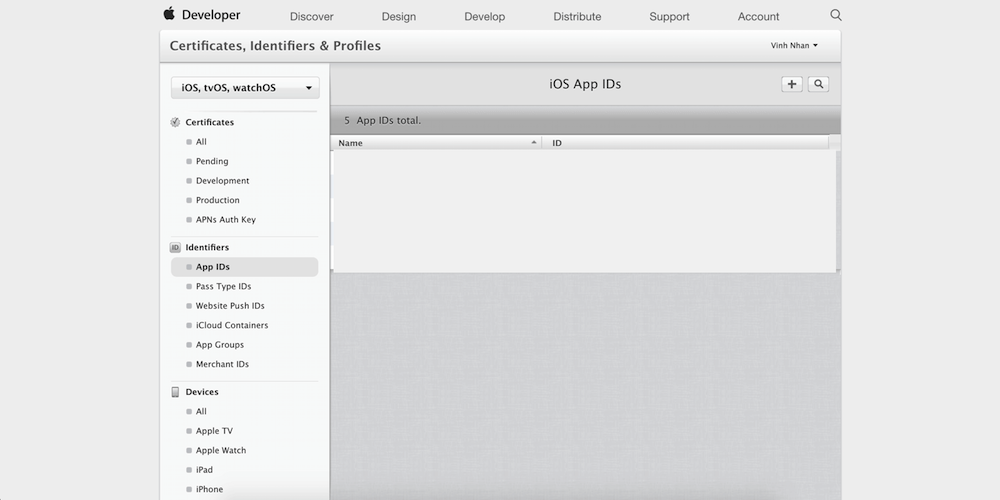 Developer
Discover
Design
Develop
Distribute
Support
Account
Certificates, Identifiers & Profiles
Vinh Nhan
iOS, tvOS, watchOS
iOS App IDs
Certificates
All
Pending
Development
Production
APNs Auth Key
ID Identifiers
App IDs
Pass Type IDs
Website Push IDs
iCloud Containers
App Groups
Merchant IDs
Devices
All
Apple TV
Apple Watch
iPad
iPhone
5 App IDs total.
Name
ID